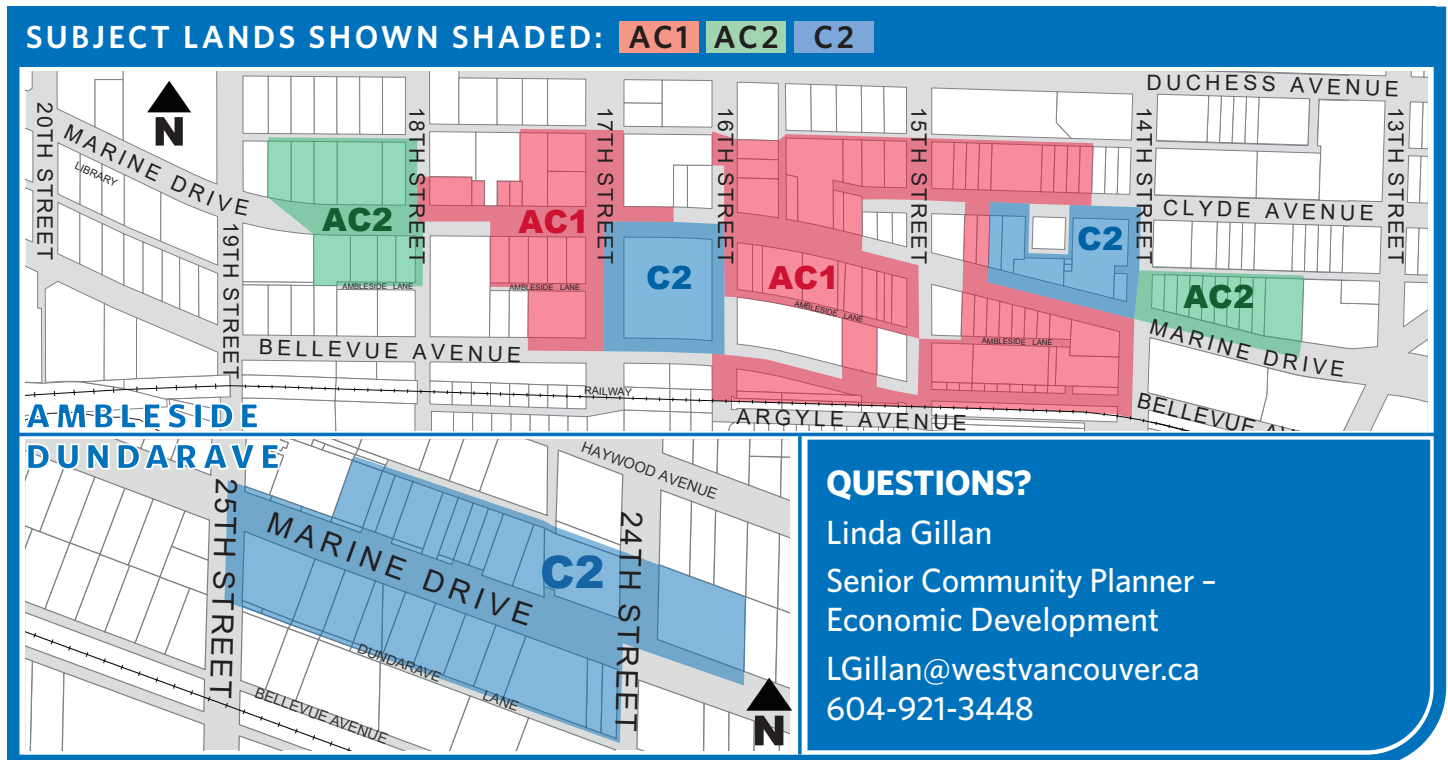 SUBJECT LANDS SHOWN SHADED: AC1 AC2 C2
DUCHESS AVENUE
20TH STREET
MARINE DRIVE
LIBRARY
N
19TH STREET
18TH STREET
17TH STREET
16TH STREET
15TH STREET
14TH STREET
13TH STREET
CLYDE AVENUE
AC2
AC1
C2
AC1
C2
AC2
AMBLESIDE LANE
AMBLESIDE LANE
AMBLESIDE LANE
AMBLESIDE LANE
MARINE DRIVE
BELLEVUE AVENUE
RAILWAY
ARGYLE AVENUE
BELLEVUE AV
AMBLESIDE
DUNDARAVE
HAYWOOD AVENUE
25TH STREET
MARINE DRIVE
C2
24TH STREET
DUNDARAVE LANE
BELLEVUE AVENUE
N
QUESTIONS?
Linda Gillan
Senior Community Planner –
Economic Development
LGillan@westvancouver.ca
604-921-3448